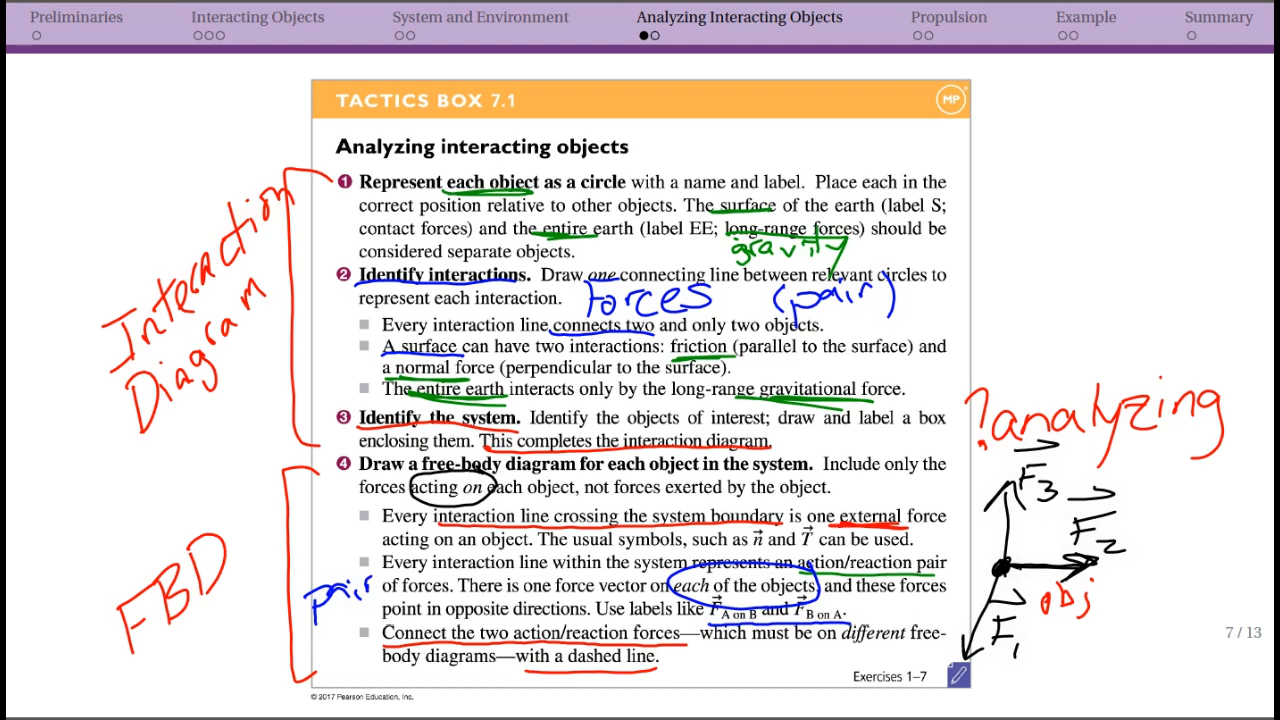 Preliminaries Interacting Objects System and Environment Analyzing Interacting Objects Propulsion Example Summary
TACTICS BOX 7.1
MP
Analyzing interacting objects
1 Represent each object as a circle with a name and label. Place each in the
correct position relative to other objects. The surface of the earth (label S;
contact forces) and the entire earth (label EE; long-range forces) should be
considered separate objects.
gravity
2 Identify interactions. Draw one connecting line between relevant circles to
represent each interaction.
forces (pair)
Every interaction line connects two and only two objects.
A surface can have two interactions: friction (parallel to the surface) and
a normal force (perpendicular to the surface).
The entire earth interacts only by the long-range gravitational force.
3 Identify the system. Identify the objects of interest; draw and label a box
enclosing them. This completes the interaction diagram.
Interaction
Diagram
4 Draw a free-body diagram for each object in the system. Include only the
forces acting on each object, not forces exerted by the object.
Every interaction line crossing the system boundary is one external force
acting on an object. The usual symbols, such as n⃗ and T⃗ can be used.
Every interaction line within the system represents an action/reaction pair
of forces. There is one force vector on each of the objects, and these forces
point in opposite directions. Use labels like F⃗ A on B and F⃗ B on A.
Connect the two action/reaction forces—which must be on different free-
body diagrams—with a dashed line.
pair
FBD
?analyzing
F⃗3
F⃗2
obj
F⃗1
Exercises 1–7
© 2017 Pearson Education, Inc.
7 / 13